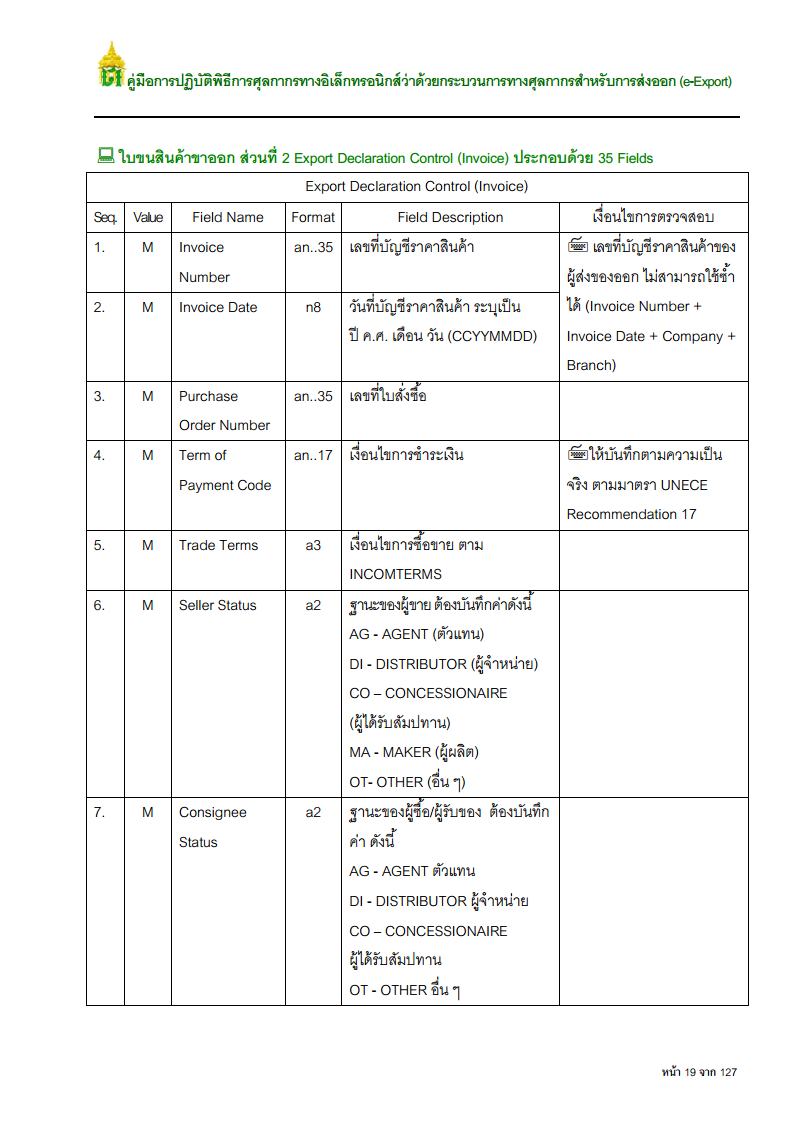 คู่มือการปฏิบัติพิธีการศุลกากรทางอิเล็กทรอนิกส์ว่าด้วยกระบวนการทางศุลกากรสำหรับการส่งออก (e-Export)
ใบขนสินค้าขาออก ส่วนที่ 2 Export Declaration Control (Invoice) ประกอบด้วย 35 Fields
Export Declaration Control (Invoice)
Seq. Value Field Name Format Field Description เงื่อนไขการตรวจสอบ
1. M Invoice an..35 เลขที่บัญชีราคาสินค้า เลขที่บัญชีราคาสินค้าของ
Number ผู้ส่งของออก ไม่สามารถใช้ซ้ำ
2. M Invoice Date n8 วันที่บัญชีราคาสินค้า ระบุเป็น ได้ (Invoice Number +
ปี ค.ศ. เดือน วัน (CCYYMMDD) Invoice Date + Company +
Branch)
3. M Purchase an..35 เลขที่ใบสั่งซื้อ
Order Number
4. M Term of an..17 เงื่อนไขการชำระเงิน ให้บันทึกตามความเป็น
Payment Code จริง ตามมาตรา UNECE
Recommendation 17
5. M Trade Terms a3 เงื่อนไขการซื้อขาย ตาม
INCOMTERMS
6. M Seller Status a2 ฐานะของผู้ขาย ต้องบันทึกค่าดังนี้
AG - AGENT (ตัวแทน)
DI - DISTRIBUTOR (ผู้จำหน่าย)
CO – CONCESSIONAIRE
(ผู้ได้รับสัมปทาน)
MA - MAKER (ผู้ผลิต)
OT- OTHER (อื่น ๆ)
7. M Consignee a2 ฐานะของผู้ซื้อ/ผู้รับของ ต้องบันทึก
Status ค่า ดังนี้
AG - AGENT ตัวแทน
DI - DISTRIBUTOR ผู้จำหน่าย
CO – CONCESSIONAIRE
ผู้ได้รับสัมปทาน
OT - OTHER อื่น ๆ
หน้า 19 จาก 127